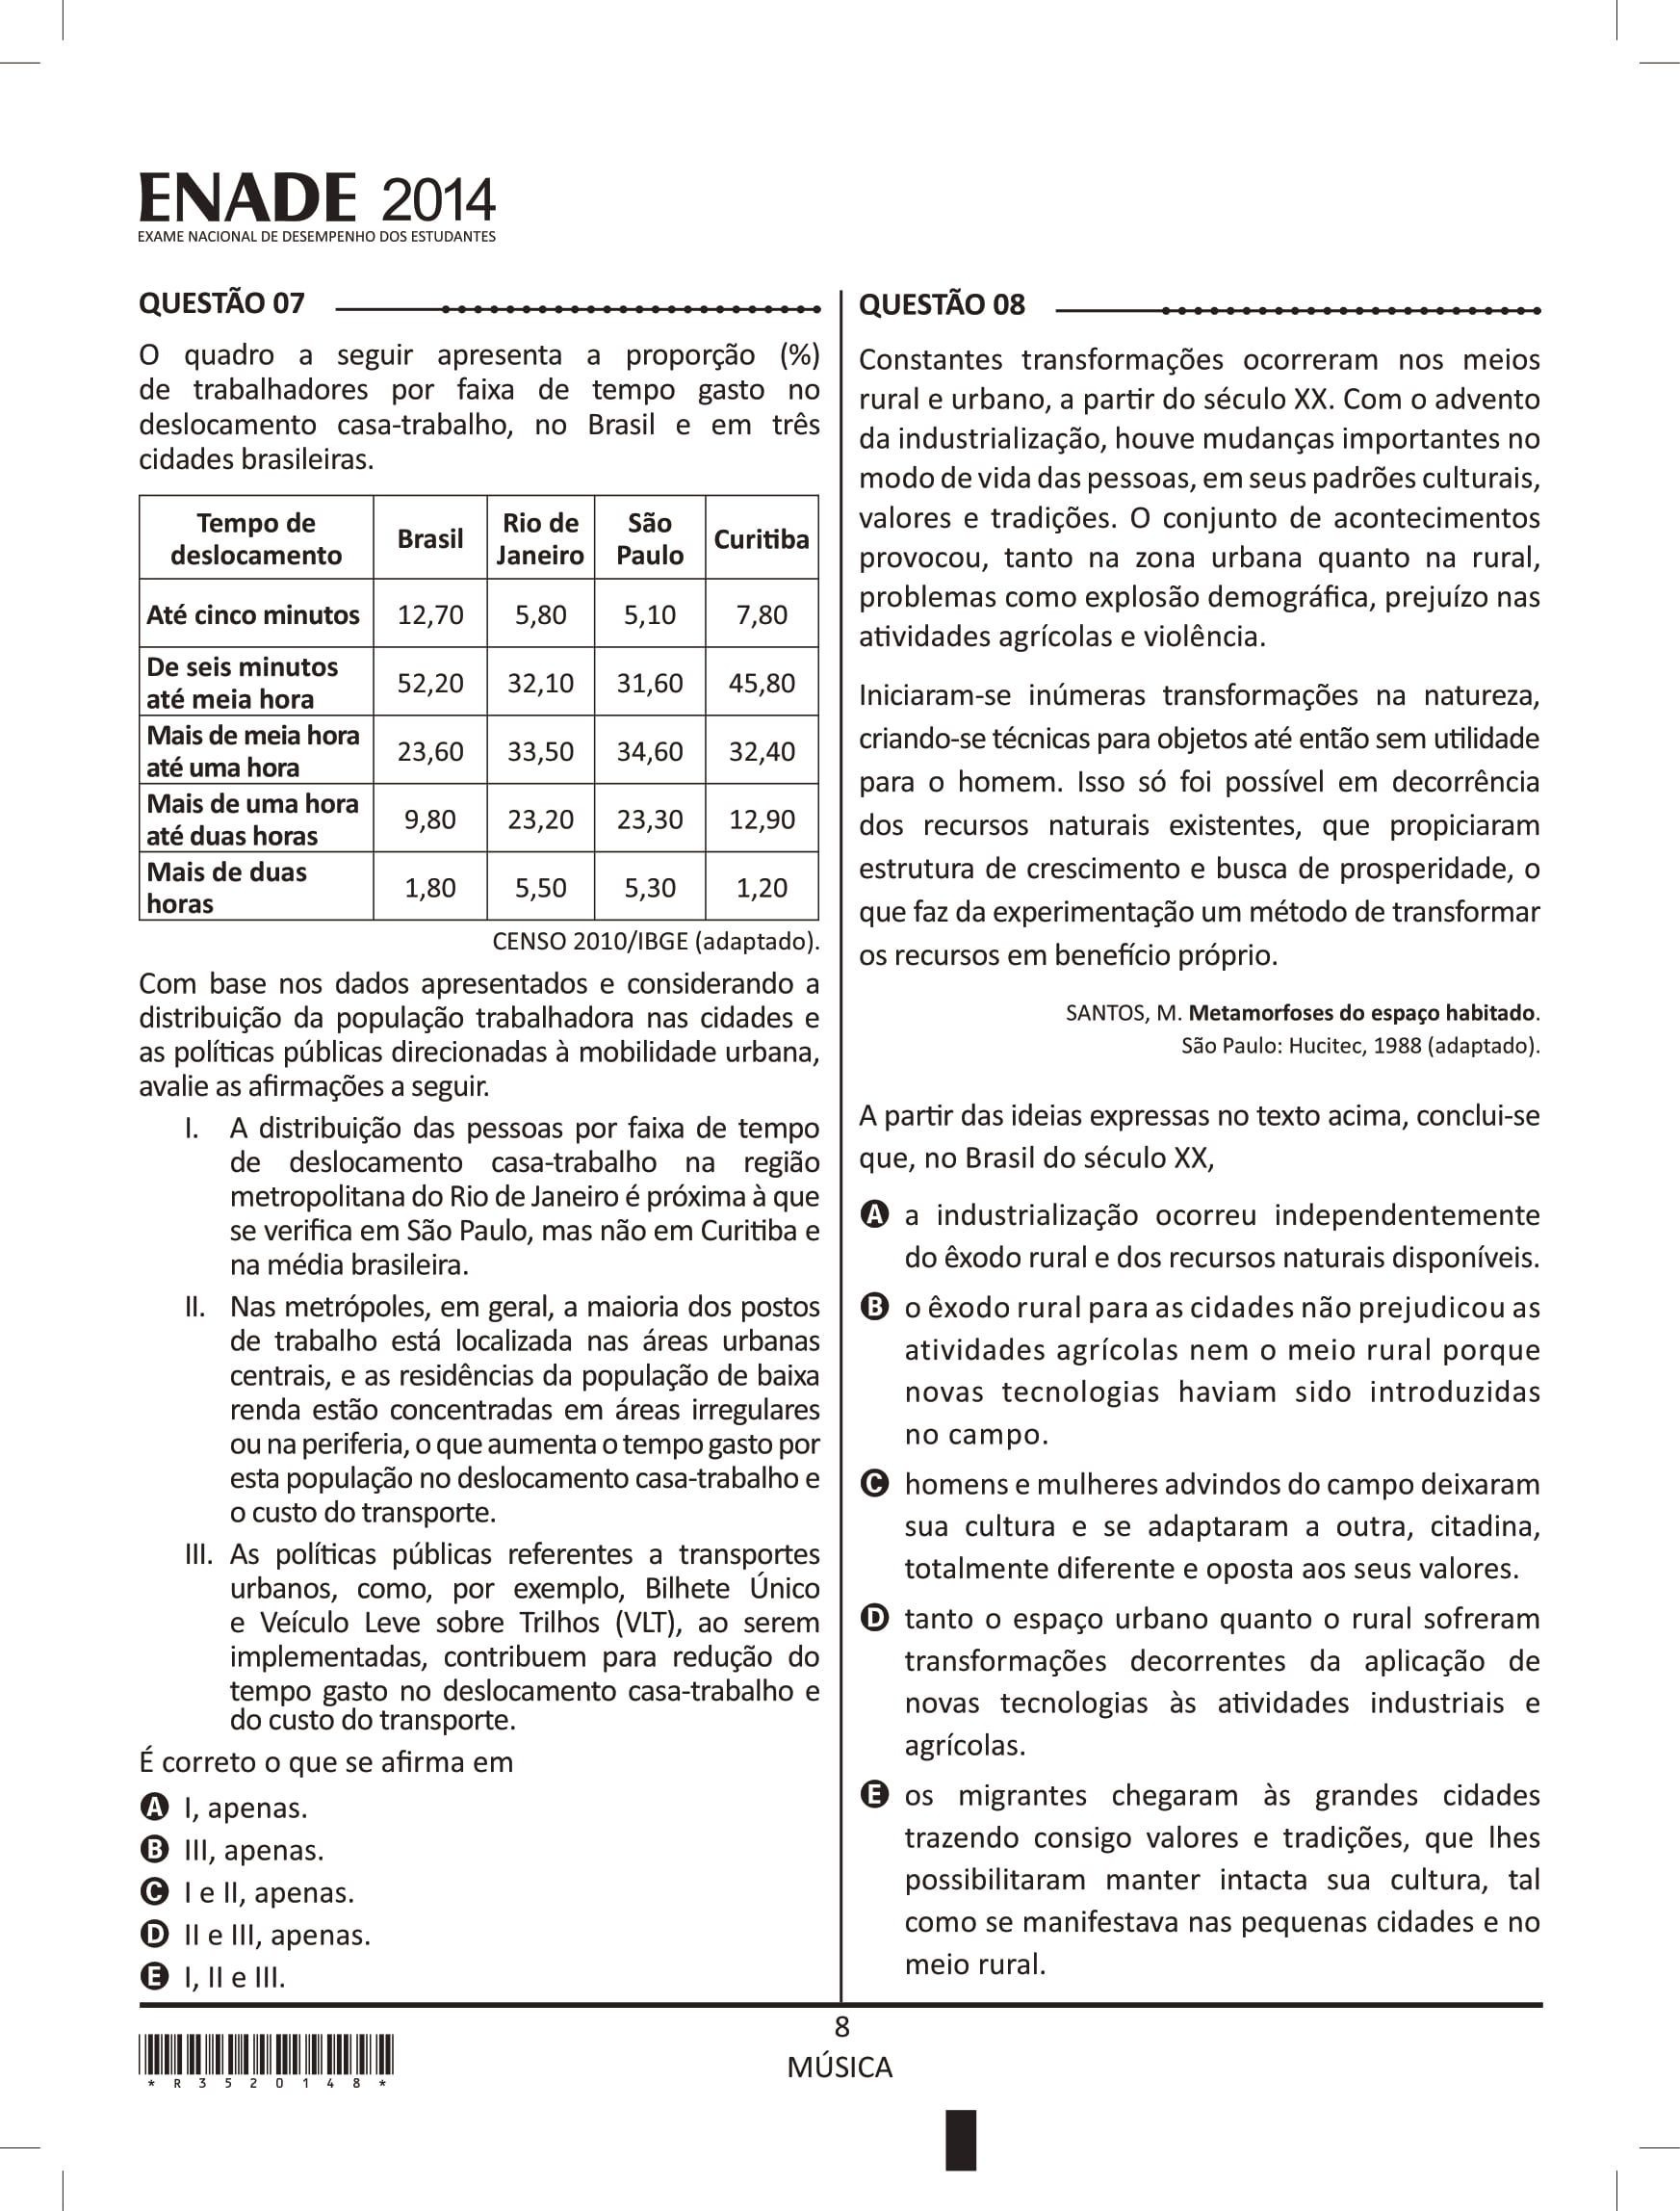 ENADE 2014
EXAME NACIONAL DE DESEMPENHO DOS ESTUDANTES
QUESTÃO 07
O quadro a seguir apresenta a proporção (%)
de trabalhadores por faixa de tempo gasto no
deslocamento casa-trabalho, no Brasil e em três
cidades brasileiras.
Tempo de deslocamento Brasil Rio de Janeiro São Paulo Curitiba
Até cinco minutos 12,70 5,80 5,10 7,80
De seis minutos até meia hora 52,20 32,10 31,60 45,80
Mais de meia hora até uma hora 23,60 33,50 34,60 32,40
Mais de uma hora até duas horas 9,80 23,20 23,30 12,90
Mais de duas horas 1,80 5,50 5,30 1,20
CENSO 2010/IBGE (adaptado).
Com base nos dados apresentados e considerando a
distribuição da população trabalhadora nas cidades e
as políticas públicas direcionadas à mobilidade urbana,
avalie as afirmações a seguir.
I. A distribuição das pessoas por faixa de tempo
de deslocamento casa-trabalho na região
metropolitana do Rio de Janeiro é próxima à que
se verifica em São Paulo, mas não em Curitiba e
na média brasileira.
II. Nas metrópoles, em geral, a maioria dos postos
de trabalho está localizada nas áreas urbanas
centrais, e as residências da população de baixa
renda estão concentradas em áreas irregulares
ou na periferia, o que aumenta o tempo gasto por
esta população no deslocamento casa-trabalho e
o custo do transporte.
III. As políticas públicas referentes a transportes
urbanos, como, por exemplo, Bilhete Único
e Veículo Leve sobre Trilhos (VLT), ao serem
implementadas, contribuem para redução do
tempo gasto no deslocamento casa-trabalho e
do custo do transporte.
É correto o que se afirma em
A I, apenas.
B III, apenas.
C I e II, apenas.
D II e III, apenas.
E I, II e III.
QUESTÃO 08
Constantes transformações ocorreram nos meios
rural e urbano, a partir do século XX. Com o advento
da industrialização, houve mudanças importantes no
modo de vida das pessoas, em seus padrões culturais,
valores e tradições. O conjunto de acontecimentos
provocou, tanto na zona urbana quanto na rural,
problemas como explosão demográfica, prejuízo nas
atividades agrícolas e violência.
Iniciaram-se inúmeras transformações na natureza,
criando-se técnicas para objetos até então sem utilidade
para o homem. Isso só foi possível em decorrência
dos recursos naturais existentes, que propiciaram
estrutura de crescimento e busca de prosperidade, o
que faz da experimentação um método de transformar
os recursos em benefício próprio.
SANTOS, M. Metamorfoses do espaço habitado.
São Paulo: Hucitec, 1988 (adaptado).
A partir das ideias expressas no texto acima, conclui-se
que, no Brasil do século XX,
A a industrialização ocorreu independentemente
do êxodo rural e dos recursos naturais disponíveis.
B o êxodo rural para as cidades não prejudicou as
atividades agrícolas nem o meio rural porque
novas tecnologias haviam sido introduzidas
no campo.
C homens e mulheres advindos do campo deixaram
sua cultura e se adaptaram a outra, citadina,
totalmente diferente e oposta aos seus valores.
D tanto o espaço urbano quanto o rural sofreram
transformações decorrentes da aplicação de
novas tecnologias às atividades industriais e
agrícolas.
E os migrantes chegaram às grandes cidades
trazendo consigo valores e tradições, que lhes
possibilitaram manter intacta sua cultura, tal
como se manifestava nas pequenas cidades e no
meio rural.
8
MÚSICA
*R3520148*